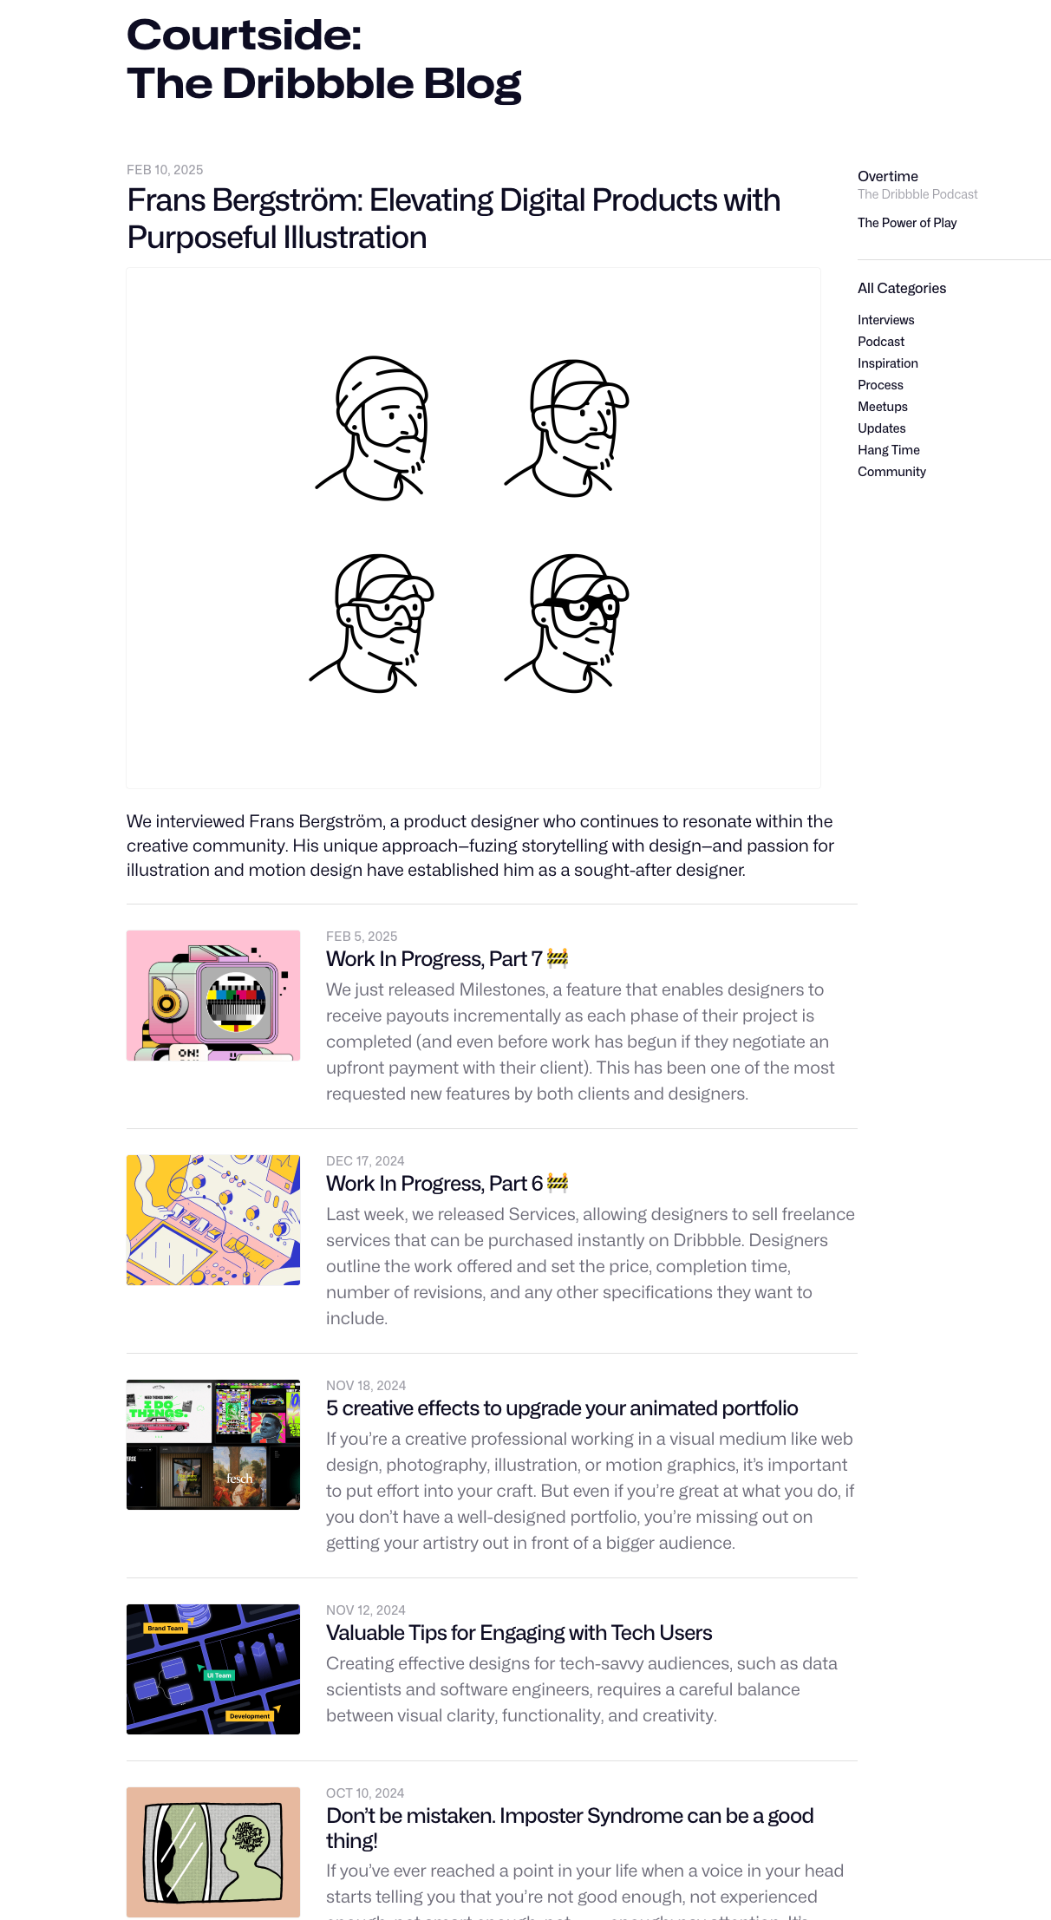 Courtside:
The Dribbble Blog
FEB 10, 2025
Frans Bergström: Elevating Digital Products with
Purposeful Illustration
We interviewed Frans Bergström, a product designer who continues to resonate within the
creative community. His unique approach–fuzing storytelling with design–and passion for
illustration and motion design have established him as a sought-after designer.
Overtime
The Dribbble Podcast
The Power of Play
All Categories
Interviews
Podcast
Inspiration
Process
Meetups
Updates
Hang Time
Community
ON!
FEB 5, 2025
Work In Progress, Part 7 🚧
We just released Milestones, a feature that enables designers to
receive payouts incrementally as each phase of their project is
completed (and even before work has begun if they negotiate an
upfront payment with their client). This has been one of the most
requested new features by both clients and designers.
DEC 17, 2024
Work In Progress, Part 6 🚧
Last week, we released Services, allowing designers to sell freelance
services that can be purchased instantly on Dribbble. Designers
outline the work offered and set the price, completion time,
number of revisions, and any other specifications they want to
include.
I DO
THINGS.
fesch
NOV 18, 2024
5 creative effects to upgrade your animated portfolio
If you're a creative professional working in a visual medium like web
design, photography, illustration, or motion graphics, it's important
to put effort into your craft. But even if you're great at what you do, if
you don't have a well-designed portfolio, you're missing out on
getting your artistry out in front of a bigger audience.
Brand Team
UI Team
Development
NOV 12, 2024
Valuable Tips for Engaging with Tech Users
Creating effective designs for tech-savvy audiences, such as data
scientists and software engineers, requires a careful balance
between visual clarity, functionality, and creativity.
OCT 10, 2024
Don't be mistaken. Imposter Syndrome can be a good
thing!
If you've ever reached a point in your life when a voice in your head
starts telling you that you're not good enough, not experienced